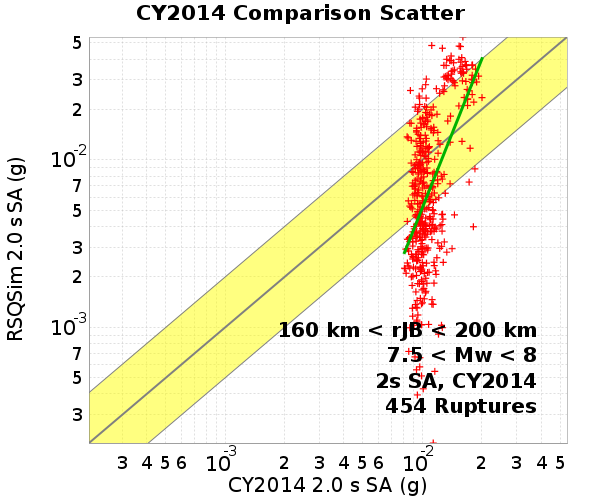 CY2014 Comparison Scatter
5
3
2
10-2
7
5
3
2
10-3
7
5
3
RSQSim 2.0 s SA (g)
160 km < rJB < 200 km
7.5 < Mw < 8
2s SA, CY2014
454 Ruptures
3 4 5 6 10-3 2 3 4 5 6 10-2 2 3 4 5
CY2014 2.0 s SA (g)